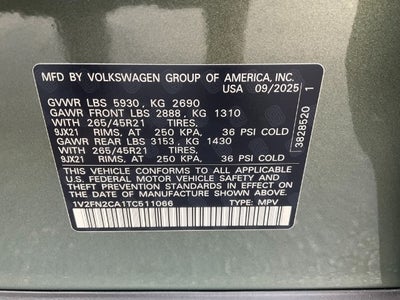 MFD. BY VOLKSWAGEN GROUP OF AMERICA, INC.
USA 09/2025
GVWR LBS 5930, KG 2690
GAWR FRONT LBS 2888, KG 1310
WITH 265/45R21 TIRES.
9JX21 RIMS, AT 250 KPA, 36 PSI COLD
GAWR REAR LBS 3153, KG 1430
WITH 265/45R21 TIRES.
9JX21 RIMS, AT 250 KPA, 36 PSI COLD
THIS VEHICLE CONFORMS TO ALL APPLICABLE
U.S. FEDERAL MOTOR VEHICLE SAFETY AND
THEFT PREVENTION STANDARDS IN EFFECT ON
THE DATE OF MANUFACTURE SHOWN ABOVE.
1V2FN2CA1TC511066 TYPE: MPV
3828520 1